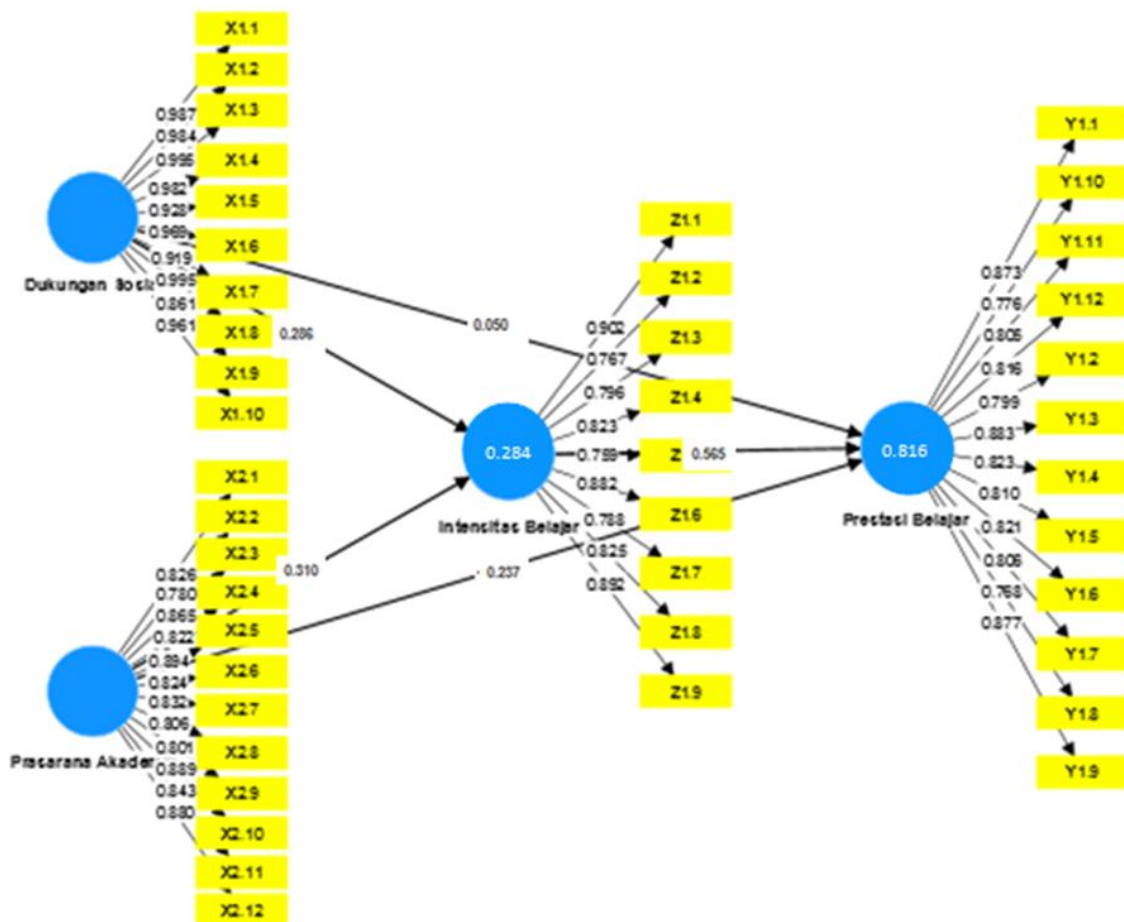 X1.1
X1.2
X1.3
X1.4
X1.5
X1.6
X1.7
X1.8
X1.9
X1.10
0.987
0.984
0.995
0.982
0.928
0.969
0.919
0.995
0.861
0.961
Dukungan Sosia
0.286
0.050
X2.1
X2.2
X2.3
X2.4
X2.5
X2.6
X2.7
X2.8
X2.9
X2.10
X2.11
X2.12
0.826
0.780
0.865
0.822
0.894
0.824
0.832
0.806
0.801
0.889
0.843
0.880
Prasarana Akader
0.310
0.237
Z1.1
Z1.2
Z1.3
Z1.4
Z
Z1.6
Z1.7
Z1.8
Z1.9
0.902
0.767
0.796
0.823
0.759
0.882
0.788
0.825
0.892
0.284
Intensitas Belajar
0.565
0.816
Prestasi Belajar
0.873
0.776
0.805
0.816
0.799
0.883
0.823
0.810
0.821
0.806
0.768
0.877
Y1.1
Y1.10
Y1.11
Y1.12
Y1.2
Y1.3
Y1.4
Y1.5
Y1.6
Y1.7
Y1.8
Y1.9